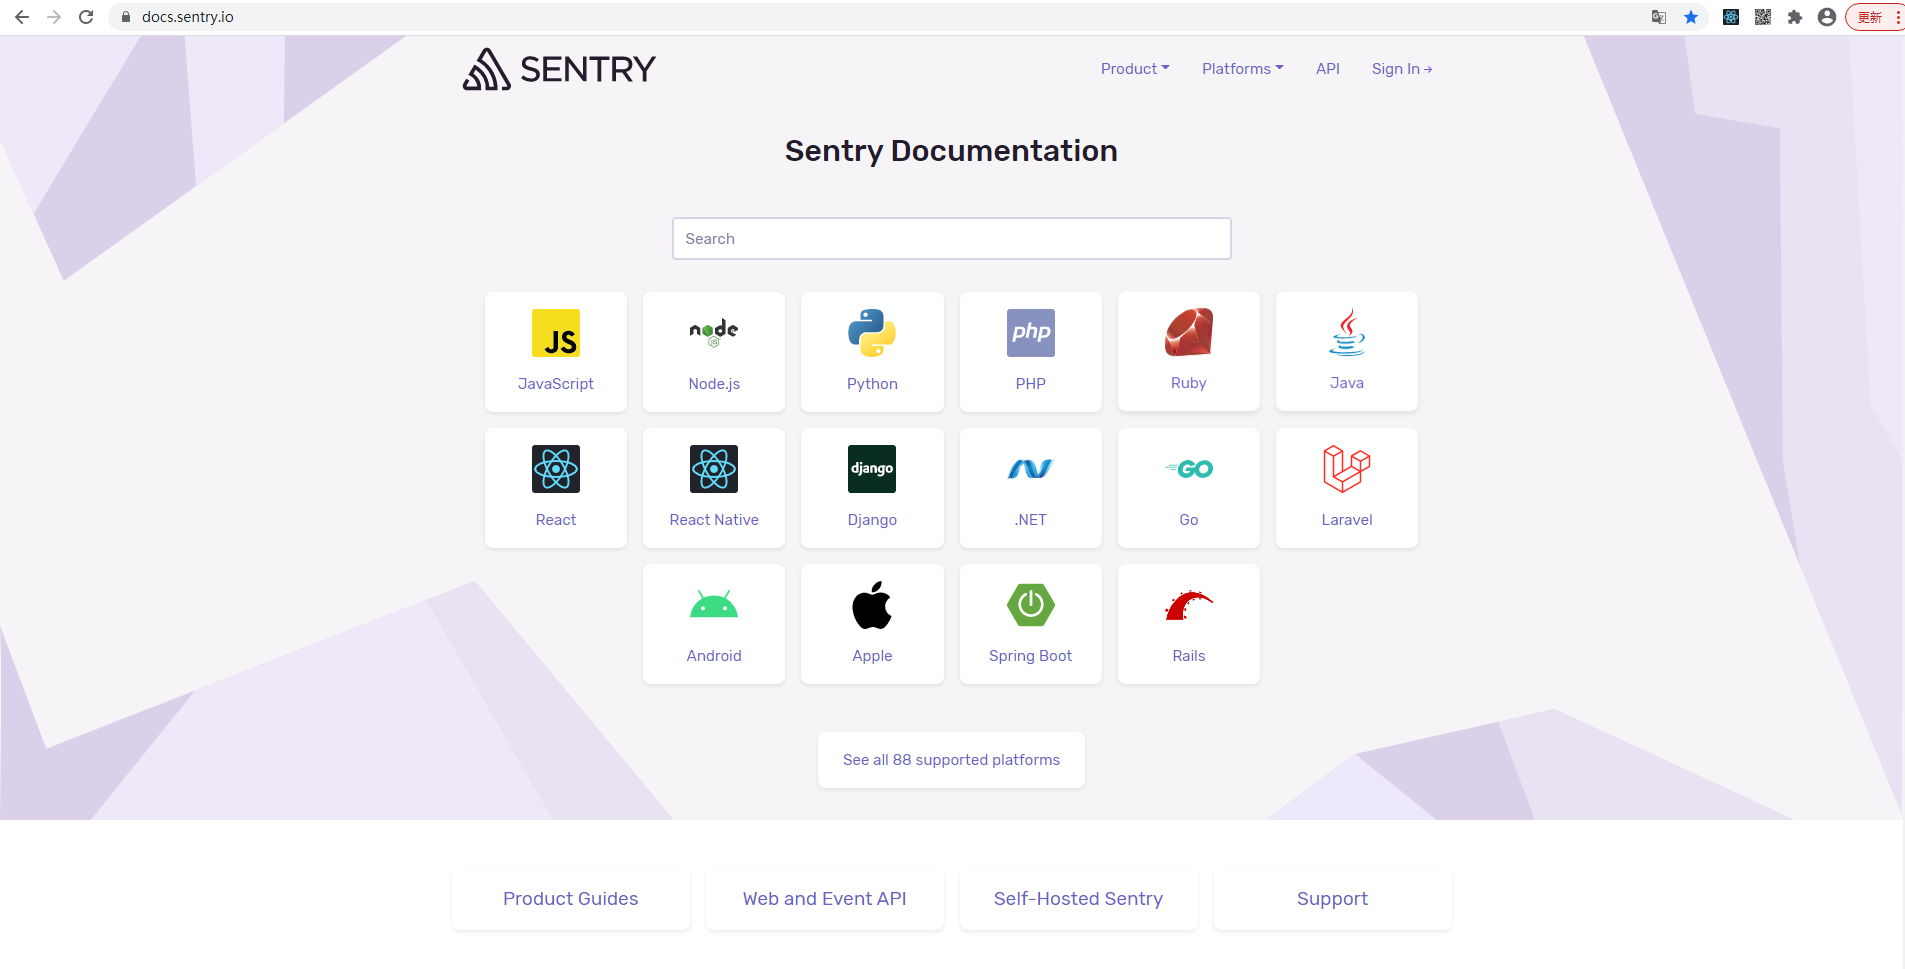 docs.sentry.io
更新
SENTRY
Product
Platforms
API
Sign In →
Sentry Documentation
Search
JS
node
JS
php
JavaScript
Node.js
Python
PHP
Ruby
Java
django
GO
React
React Native
Django
.NET
Go
Laravel
Android
Apple
Spring Boot
Rails
See all 88 supported platforms
Product Guides
Web and Event API
Self-Hosted Sentry
Support